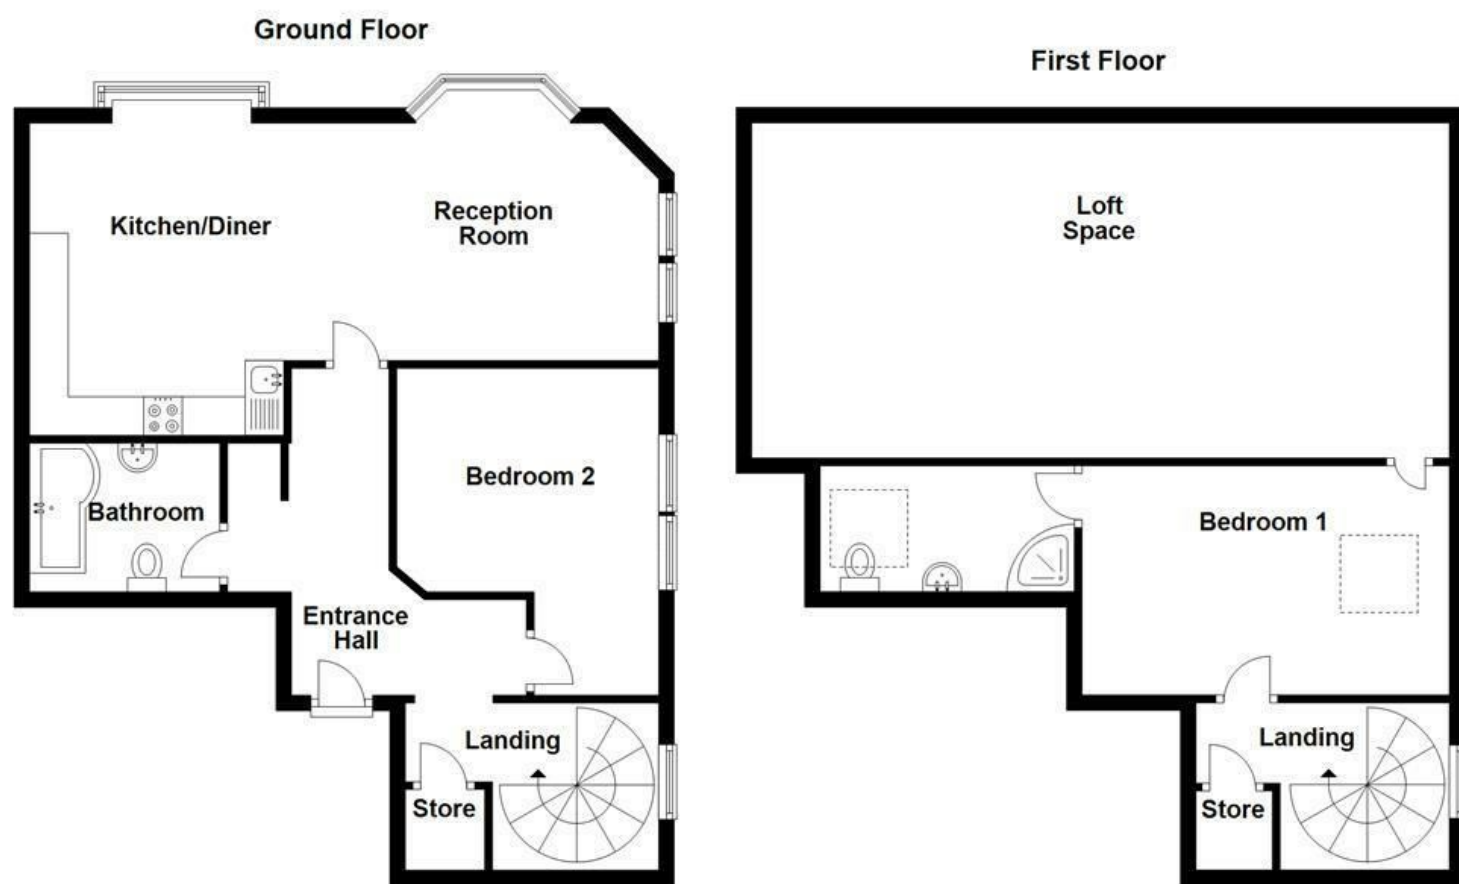 Ground Floor
Kitchen/Diner
Reception
Room
Bedroom 2
Bathroom
Entrance
Hall
Landing
Store
First Floor
Loft
Space
Bedroom 1
Landing
Store